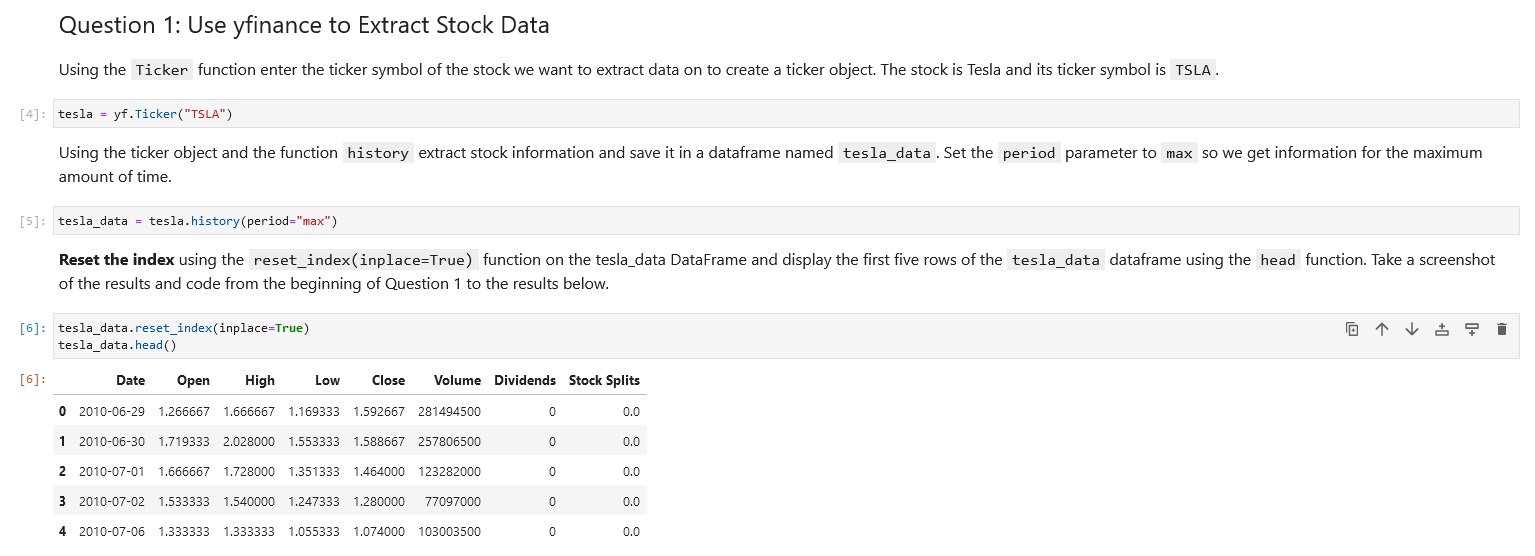 Question 1: Use yfinance to Extract Stock Data
Using the Ticker function enter the ticker symbol of the stock we want to extract data on to create a ticker object. The stock is Tesla and its ticker symbol is TSLA.
[4]: tesla = yf.Ticker("TSLA")
Using the ticker object and the function history extract stock information and save it in a dataframe named tesla_data. Set the period parameter to max so we get information for the maximum
amount of time.
[5]: tesla_data = tesla.history(period="max")
Reset the index using the reset_index(inplace=True) function on the tesla_data DataFrame and display the first five rows of the tesla_data dataframe using the head function. Take a screenshot
of the results and code from the beginning of Question 1 to the results below.
[6]: tesla_data.reset_index(inplace=True)
tesla_data.head()
[6]: Date Open High Low Close Volume Dividends Stock Splits
0 2010-06-29 1.266667 1.666667 1.169333 1.592667 281494500 0 0.0
1 2010-06-30 1.719333 2.028000 1.553333 1.588667 257806500 0 0.0
2 2010-07-01 1.666667 1.728000 1.351333 1.464000 123282000 0 0.0
3 2010-07-02 1.533333 1.540000 1.247333 1.280000 77097000 0 0.0
4 2010-07-06 1.333333 1.333333 1.055333 1.074000 103003500 0 0.0